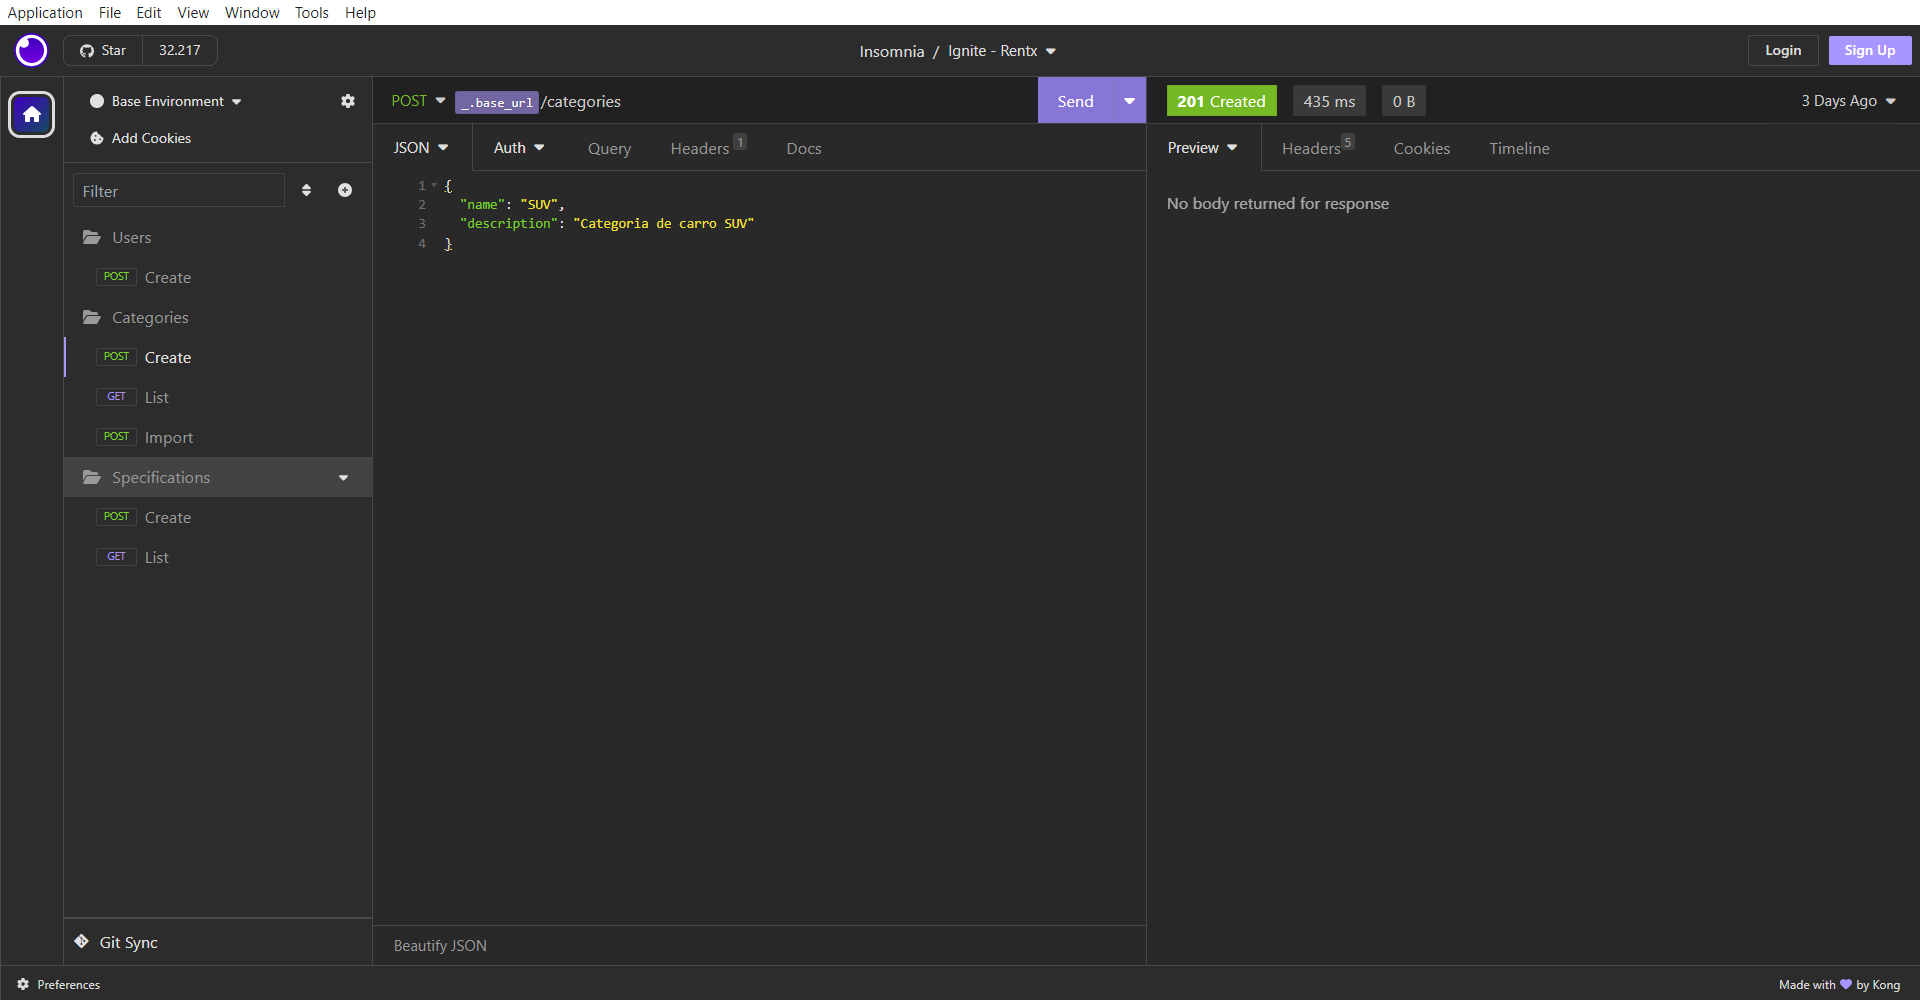 Application File Edit View Window Tools Help
Star 32.217
Insomnia / Ignite - Rentx
Login Sign Up
Base Environment
Add Cookies
Filter
Users
POST Create
Categories
POST Create
GET List
POST Import
Specifications
POST Create
GET List
Git Sync
POST _.base_url /categories Send
JSON Auth Query Headers 1 Docs
1 {
2 "name": "SUV",
3 "description": "Categoria de carro SUV"
4 }
Beautify JSON
201 Created 435 ms 0 B 3 Days Ago
Preview Headers 5 Cookies Timeline
No body returned for response
Preferences
Made with by Kong